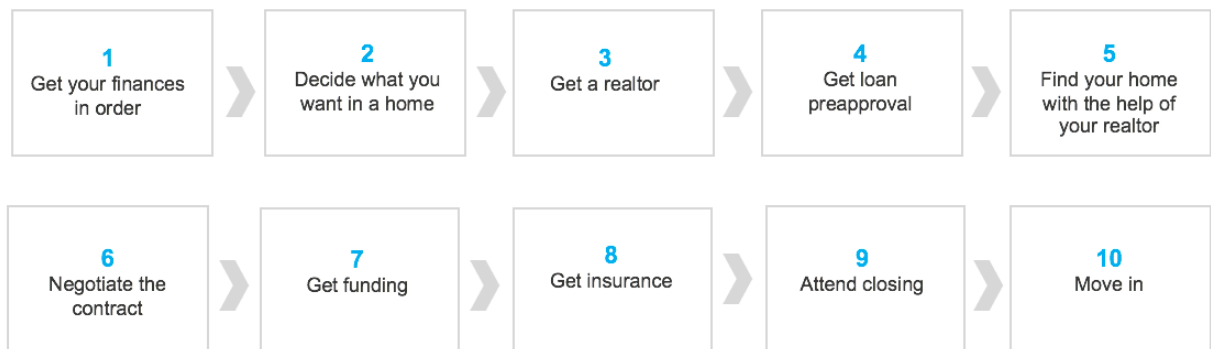 1
Get your finances
in order
2
Decide what you
want in a home
3
Get a realtor
4
Get loan
preapproval
5
Find your home
with the help of
your realtor
6
Negotiate the
contract
7
Get funding
8
Get insurance
9
Attend closing
10
Move in